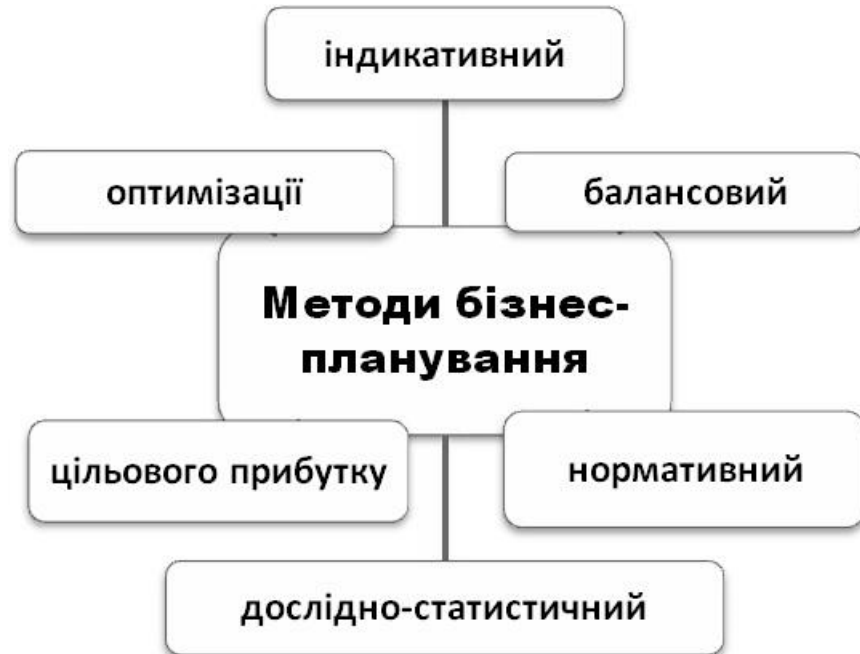 індикативний
оптимізації
балансовий
Методи бізнес-
планування
цільового прибутку
нормативний
дослідно-статистичний